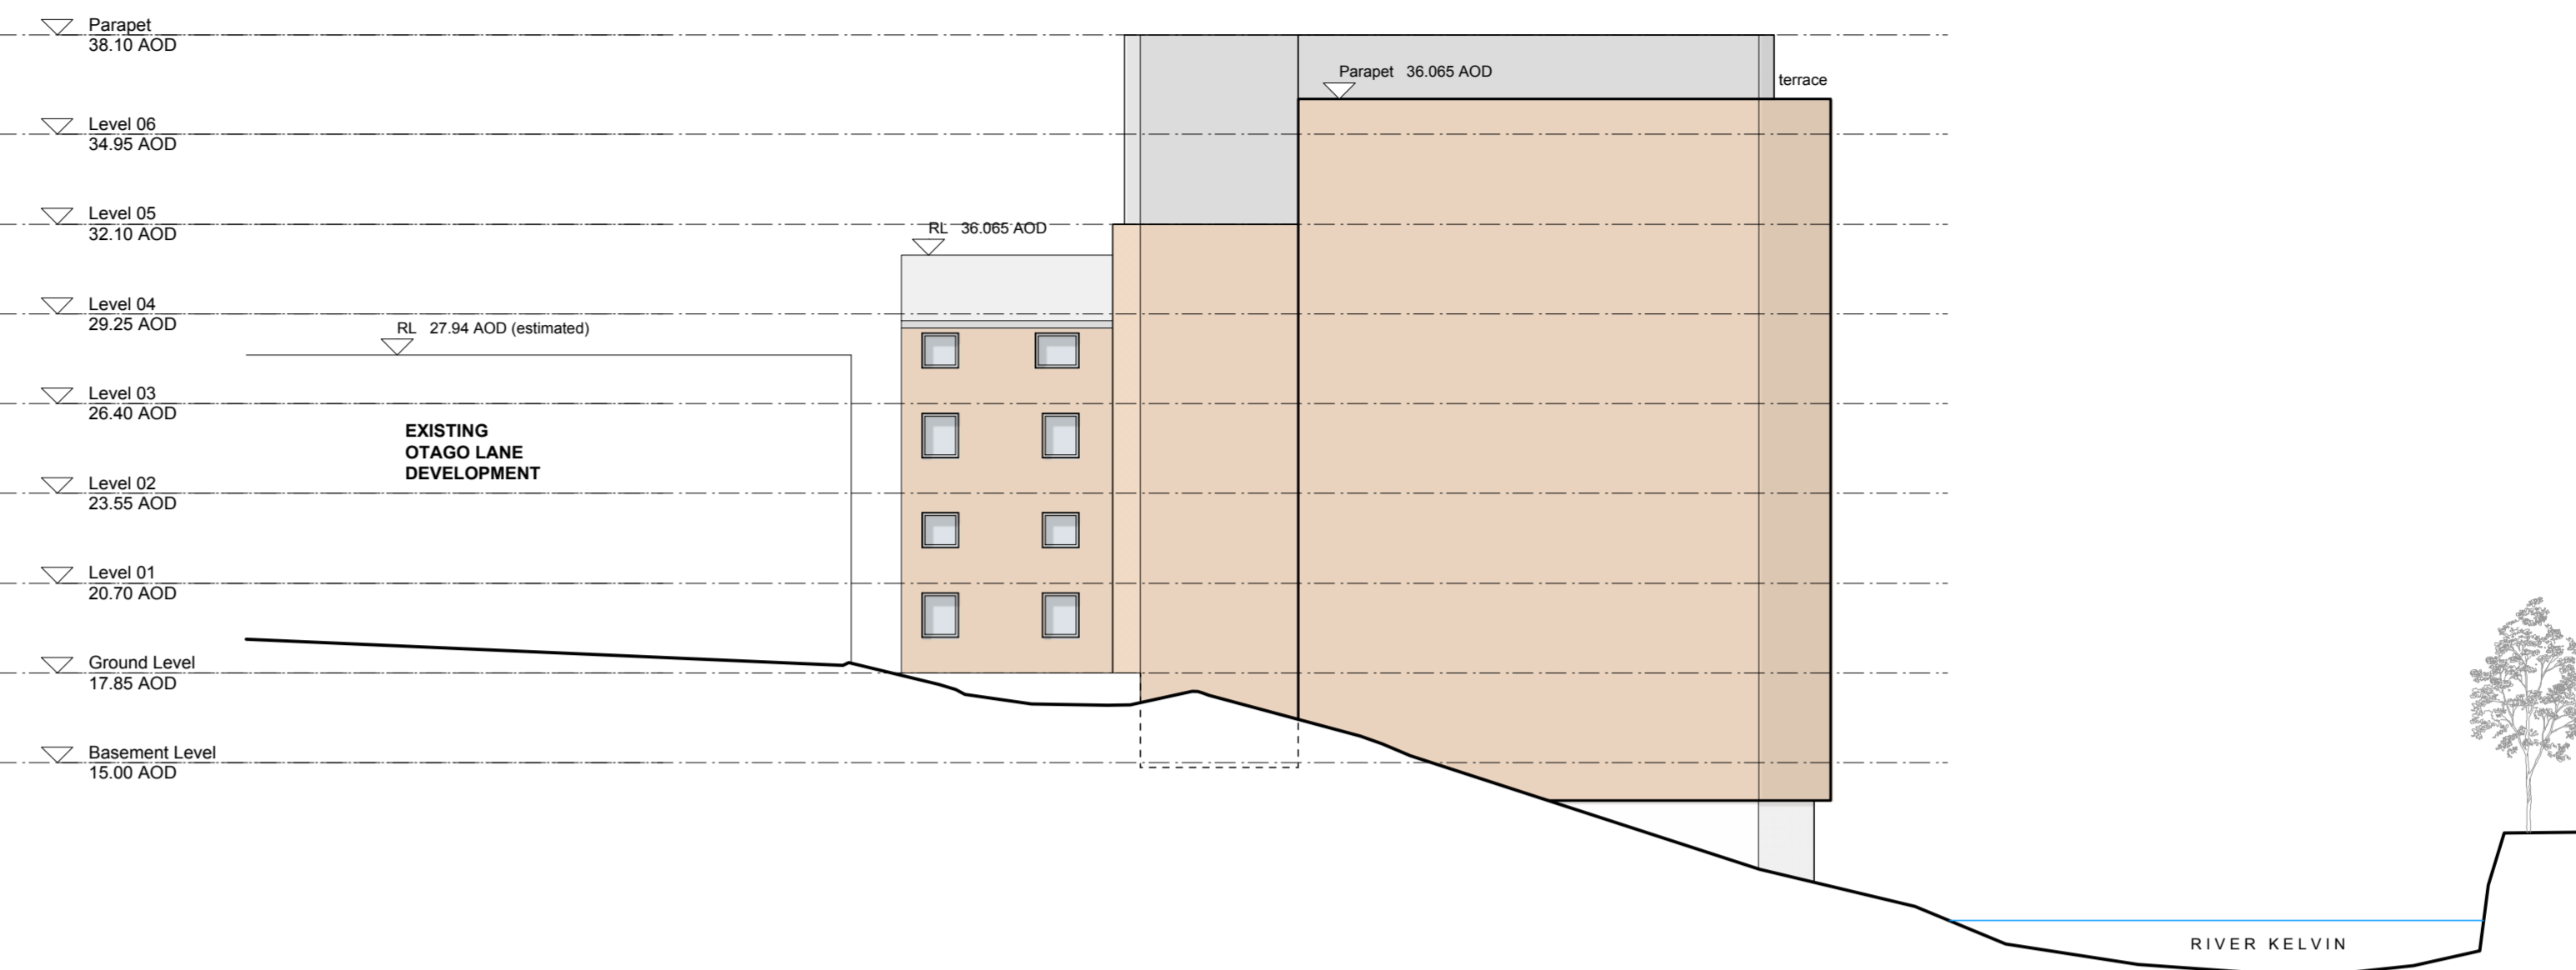 Parapet
38.10 AOD
Parapet 36.065 AOD
terrace
Level 06
34.95 AOD
Level 05
32.10 AOD
RL 36.065 AOD
Level 04
29.25 AOD
RL 27.94 AOD (estimated)
Level 03
26.40 AOD
EXISTING
OTAGO LANE
DEVELOPMENT
Level 02
23.55 AOD
Level 01
20.70 AOD
Ground Level
17.85 AOD
Basement Level
15.00 AOD
RIVER KELVIN